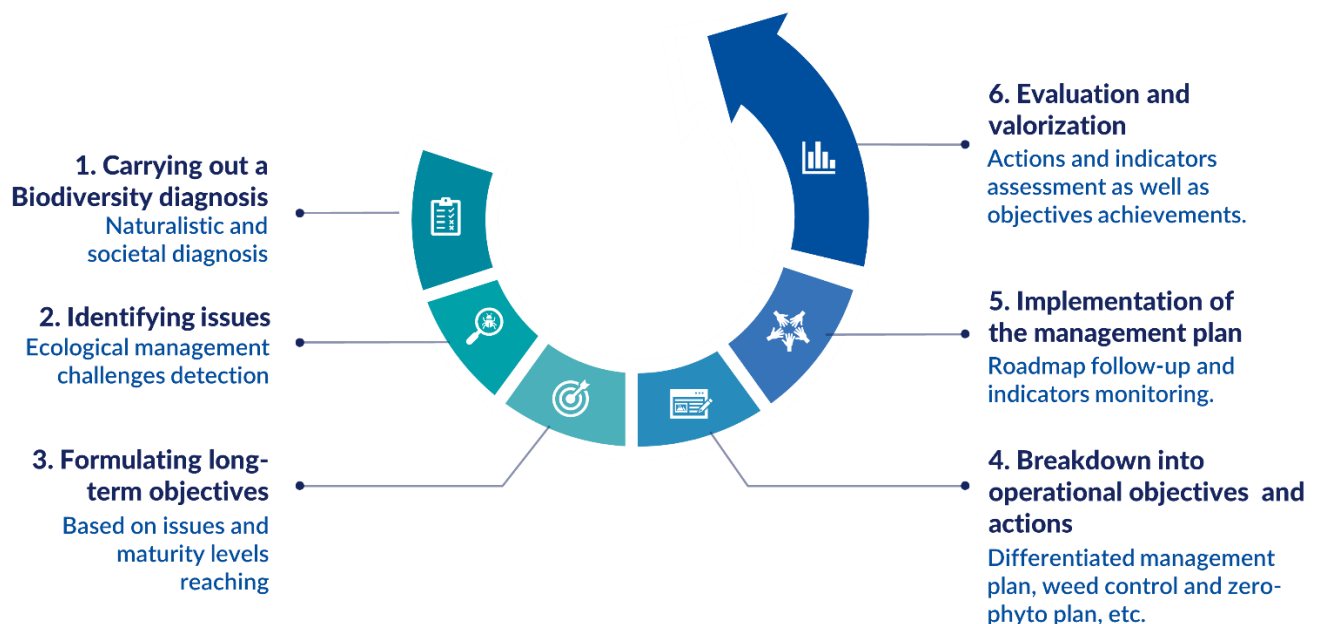 1. Carrying out a
Biodiversity diagnosis
Naturalistic and
societal diagnosis
2. Identifying issues
Ecological management
challenges detection
3. Formulating long-
term objectives
Based on issues and
maturity levels
reaching
4. Breakdown into
operational objectives  and
actions
Differentiated management
plan, weed control and zero-
phyto plan, etc.
5. Implementation of
the management plan
Roadmap follow-up and
indicators monitoring.
6. Evaluation and
valorization
Actions and indicators
assessment as well as
objectives achievements.